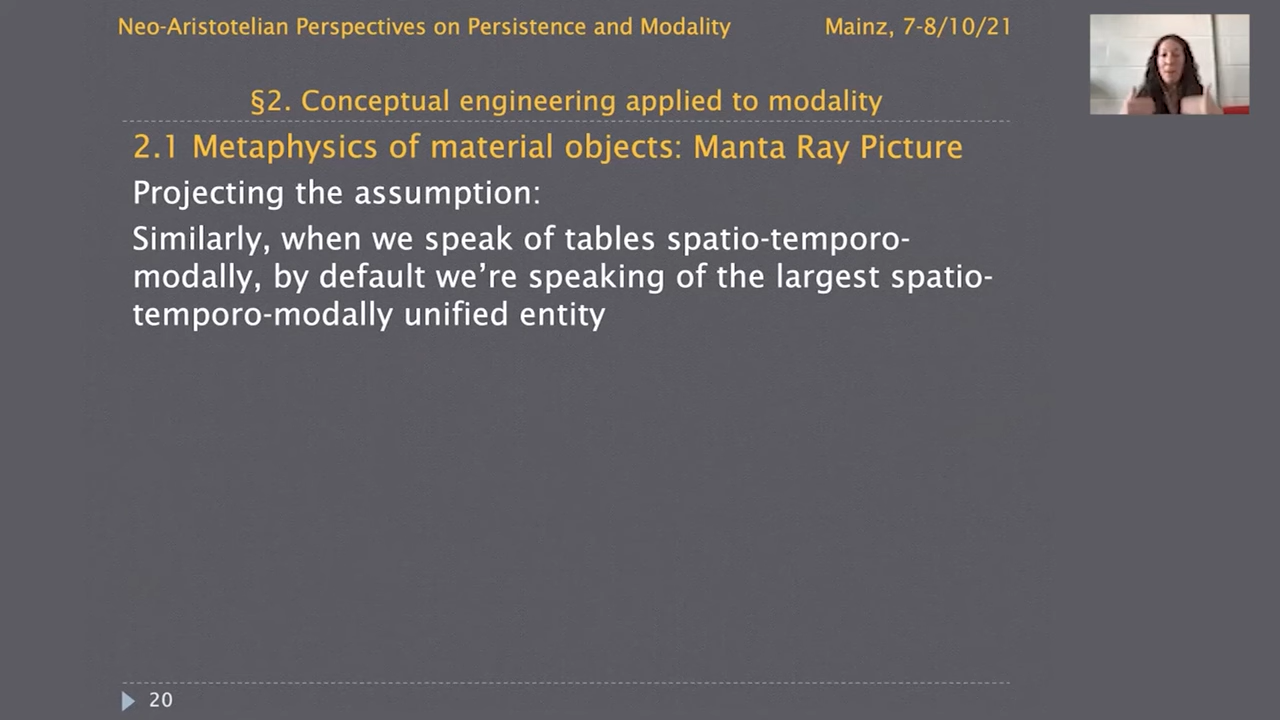 Neo-Aristotelian Perspectives on Persistence and Modality Mainz, 7-8/10/21
§2. Conceptual engineering applied to modality
2.1 Metaphysics of material objects: Manta Ray Picture
Projecting the assumption:
Similarly, when we speak of tables spatio-temporo-
modally, by default we’re speaking of the largest spatio-
temporo-modally unified entity
20